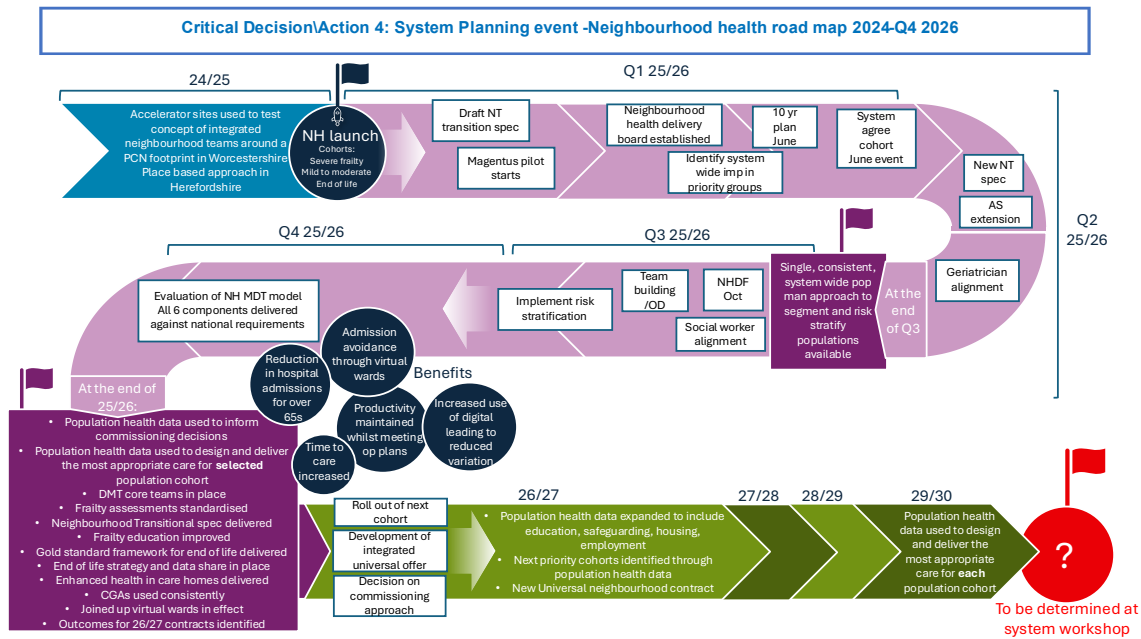 Critical Decision\Action 4: System Planning event -Neighbourhood health road map 2024-Q4 2026
24/25
Q1 25/26
Accelerator sites used to test
concept of integrated
neighbourhood teams around a
PCN footprint in Worcestershire
Place based approach in
Herefordshire
NH launch
Cohorts:
Severe frailty
Mild to moderate
End of life
Draft NT
transition spec
Magentus pilot
starts
Neighbourhood
health delivery
board established
Identify system
wide imp in
priority groups
10 yr
plan
June
System
agree
cohort
June event
New NT
spec
AS
extension
Q2
25/26
Geriatrician
alignment
Q3 25/26
At the
end
of Q3
Single, consistent,
system wide pop
man approach to
segment and risk
stratify
populations
available
NHDF
Oct
Team
building
/OD
Social worker
alignment
Implement risk
stratification
Q4 25/26
Evaluation of NH MDT model
All 6 components delivered
against national requirements
Benefits
Admission
avoidance
through virtual
wards
Reduction
in hospital
admissions
for over
65s
Productivity
maintained
whilst meeting
op plans
Increased use
of digital
leading to
reduced
variation
Time to
care
increased
At the end of
25/26:
• Population health data used to inform
commissioning decisions
• Population health data used to design and deliver
the most appropriate care for selected
population cohort
• DMT core teams in place
• Frailty assessments standardised
• Neighbourhood Transitional spec delivered
• Frailty education improved
• Gold standard framework for end of life delivered
• End of life strategy and data share in place
• Enhanced health in care homes delivered
• CGAs used consistently
• Joined up virtual wards in effect
• Outcomes for 26/27 contracts identified
Roll out of next
cohort
Development of
integrated
universal offer
Decision on
commissioning
approach
26/27
• Population health data expanded to include
education, safeguarding, housing,
employment
• Next priority cohorts identified through
population health data
• New Universal neighbourhood contract
27/28
28/29
29/30
Population health
data used to design
and deliver the
most appropriate
care for each
population cohort
?
To be determined at
system workshop